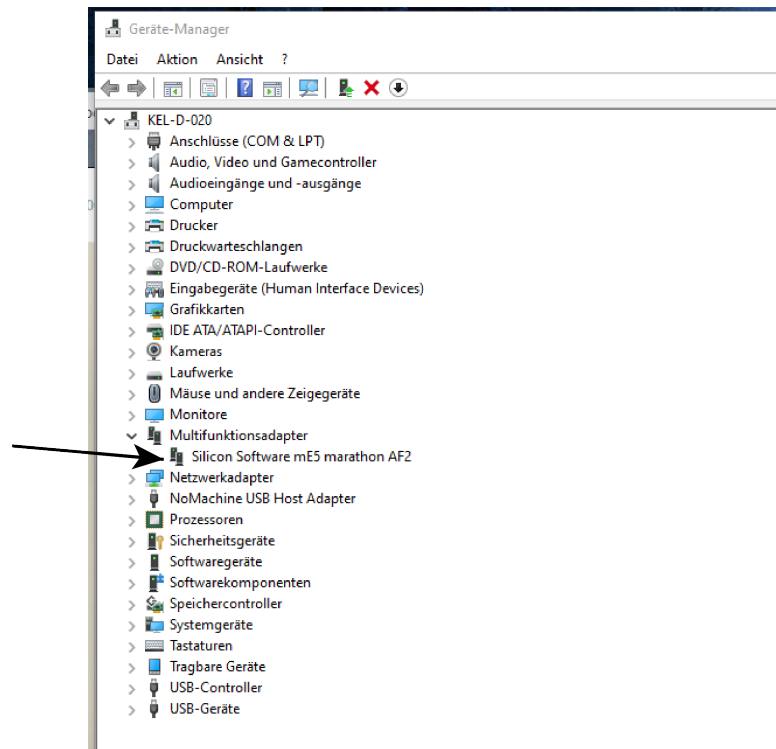 Geräte-Manager
Datei Aktion Ansicht ?
KEL-D-020
Anschlüsse (COM & LPT)
Audio, Video und Gamecontroller
Audioeingänge und -ausgänge
Computer
Drucker
Druckwarteschlangen
DVD/CD-ROM-Laufwerke
Eingabegeräte (Human Interface Devices)
Grafikkarten
IDE ATA/ATAPI-Controller
Kameras
Laufwerke
Mäuse und andere Zeigegeräte
Monitore
Multifunktionsadapter
Silicon Software mE5 marathon AF2
Netzwerkadapter
NoMachine USB Host Adapter
Prozessoren
Sicherheitsgeräte
Softwaregeräte
Softwarekomponenten
Speichercontroller
Systemgeräte
Tastaturen
Tragbare Geräte
USB-Controller
USB-Geräte